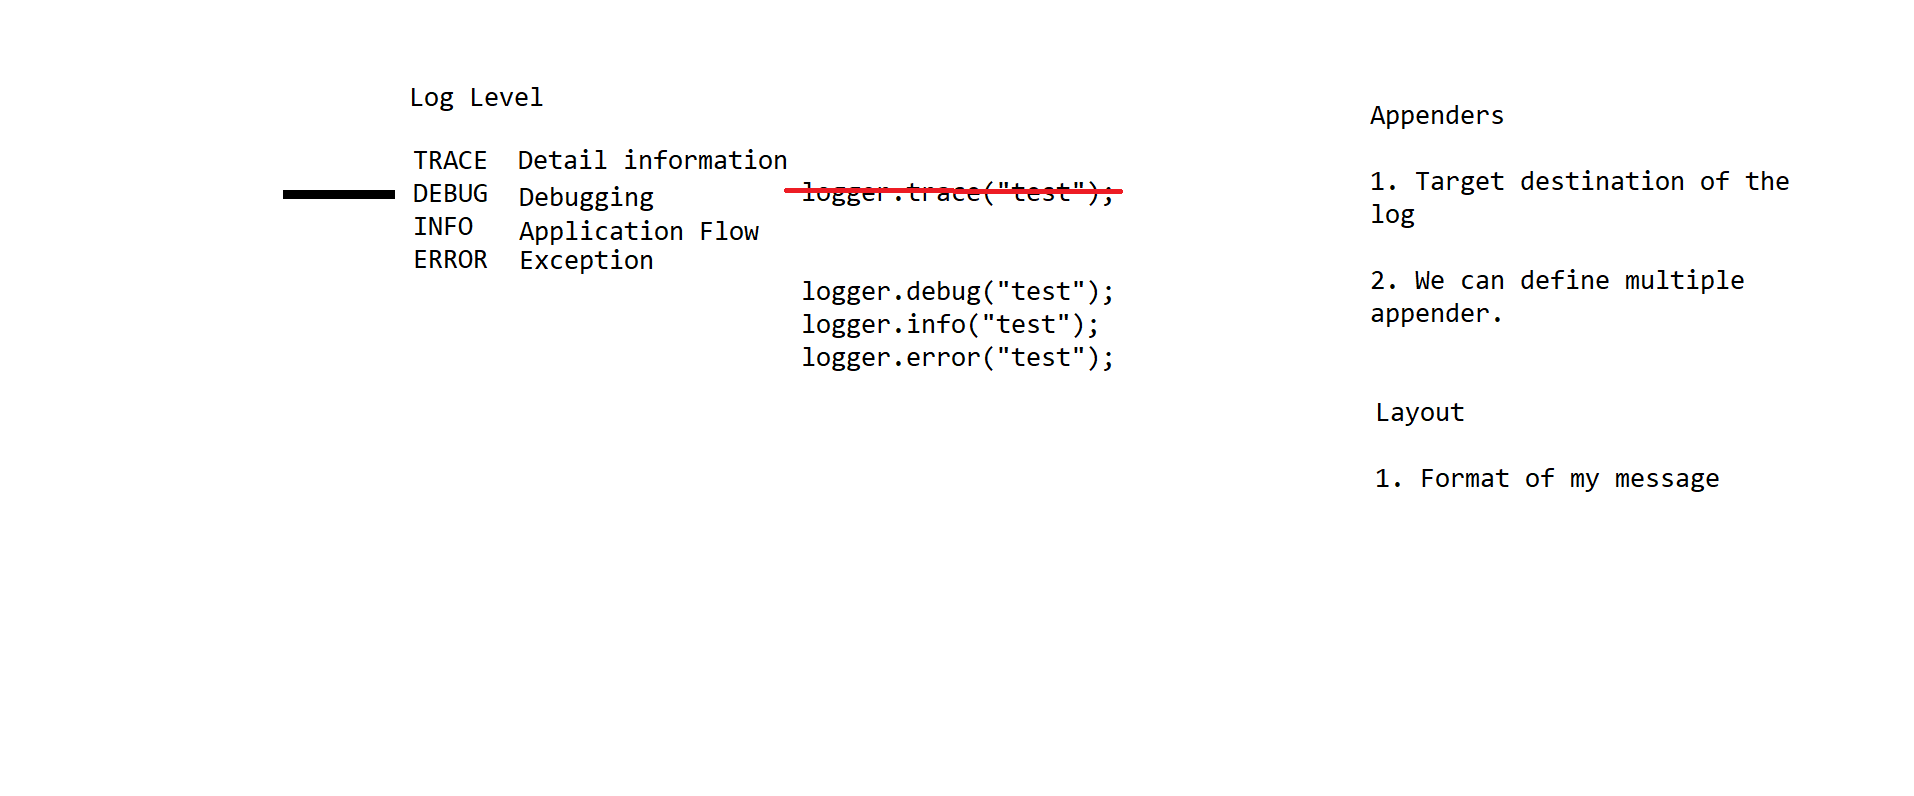 Log Level
TRACE Detail information
DEBUG Debugging
INFO Application Flow
ERROR Exception
logger.trace("test");
logger.debug("test");
logger.info("test");
logger.error("test");
Appenders
1. Target destination of the
log
2. We can define multiple
appender.
Layout
1. Format of my message